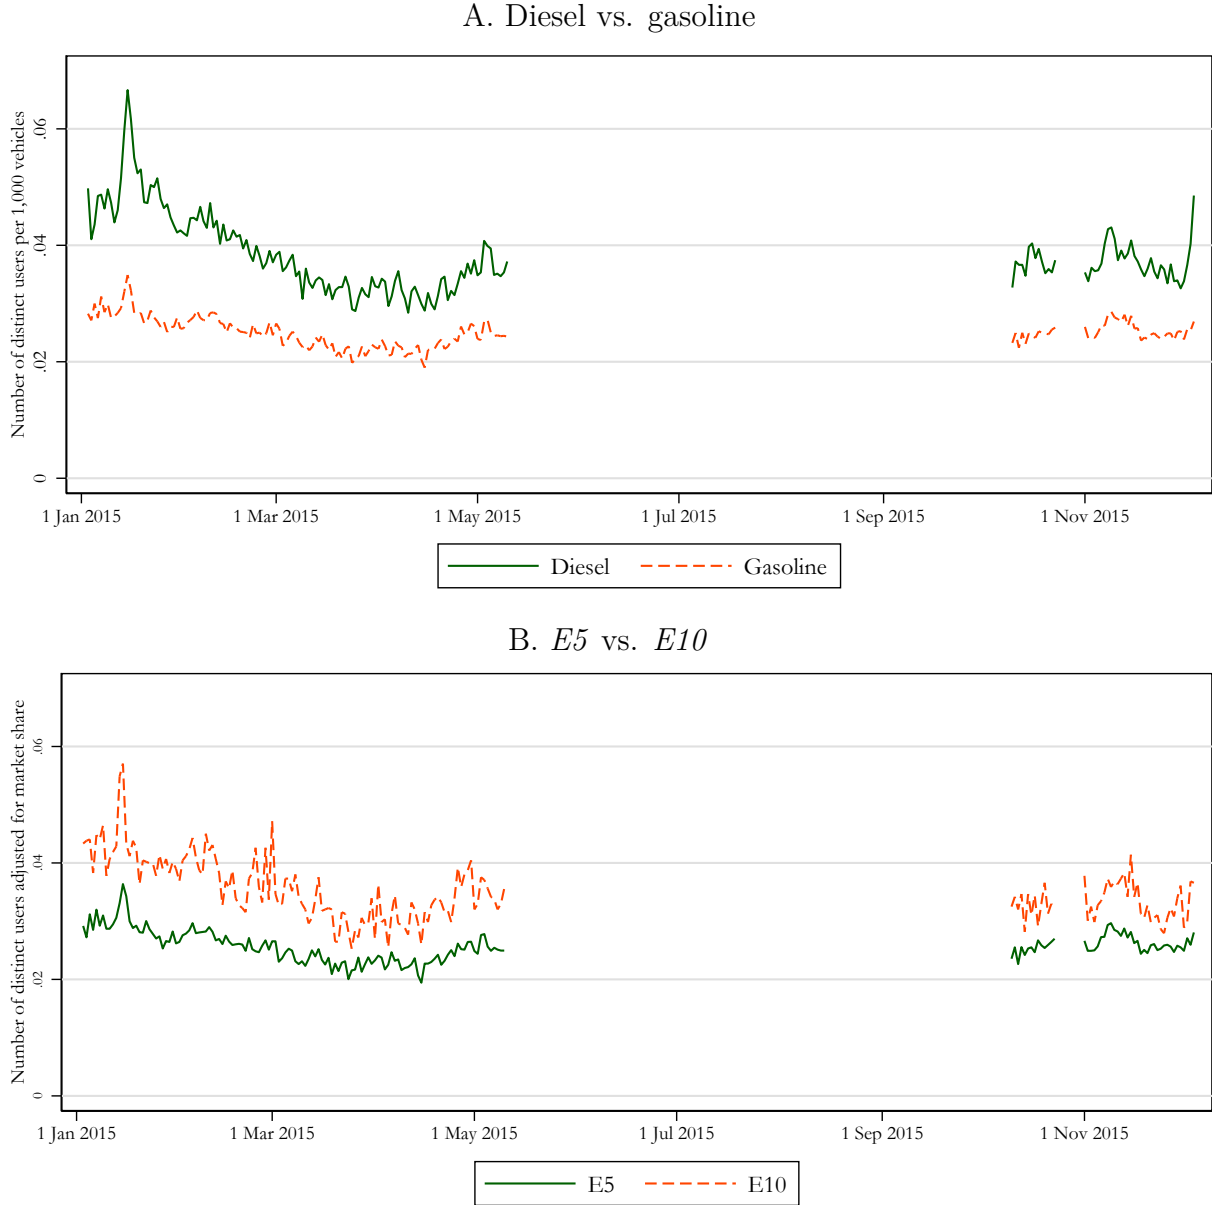 A. Diesel vs. gasoline
Number of distinct users per 1,000 vehicles
.06
.04
.02
0
1 Jan 2015
1 Mar 2015
1 May 2015
1 Jul 2015
1 Sep 2015
1 Nov 2015
Diesel
Gasoline
B. E5 vs. E10
Number of distinct users adjusted for market share
.06
.04
.02
0
1 Jan 2015
1 Mar 2015
1 May 2015
1 Jul 2015
1 Sep 2015
1 Nov 2015
E5
E10